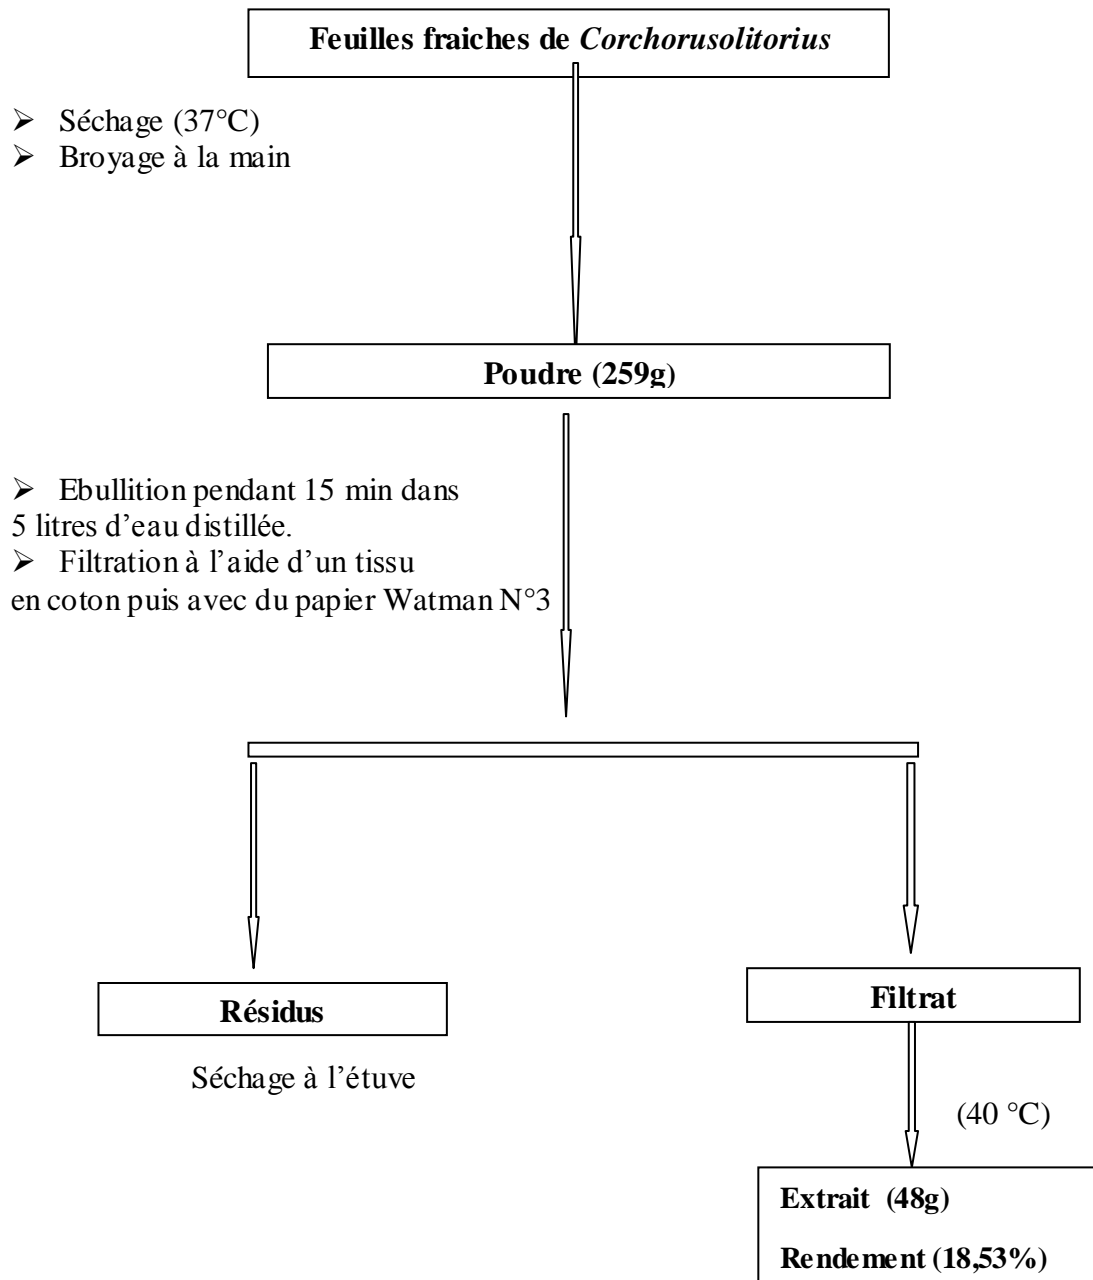 Feuilles fraiches de Corchorusolitorius
➢ Séchage (37°C)
➢ Broyage à la main
Poudre (259g)
➢ Ebullition pendant 15 min dans
5 litres d’eau distillée.
➢ Filtration à l’aide d’un tissu
en coton puis avec du papier Watman N°3
Résidus
Filtrat
Séchage à l’étuve
(40 °C)
Extrait (48g)
Rendement (18,53%)